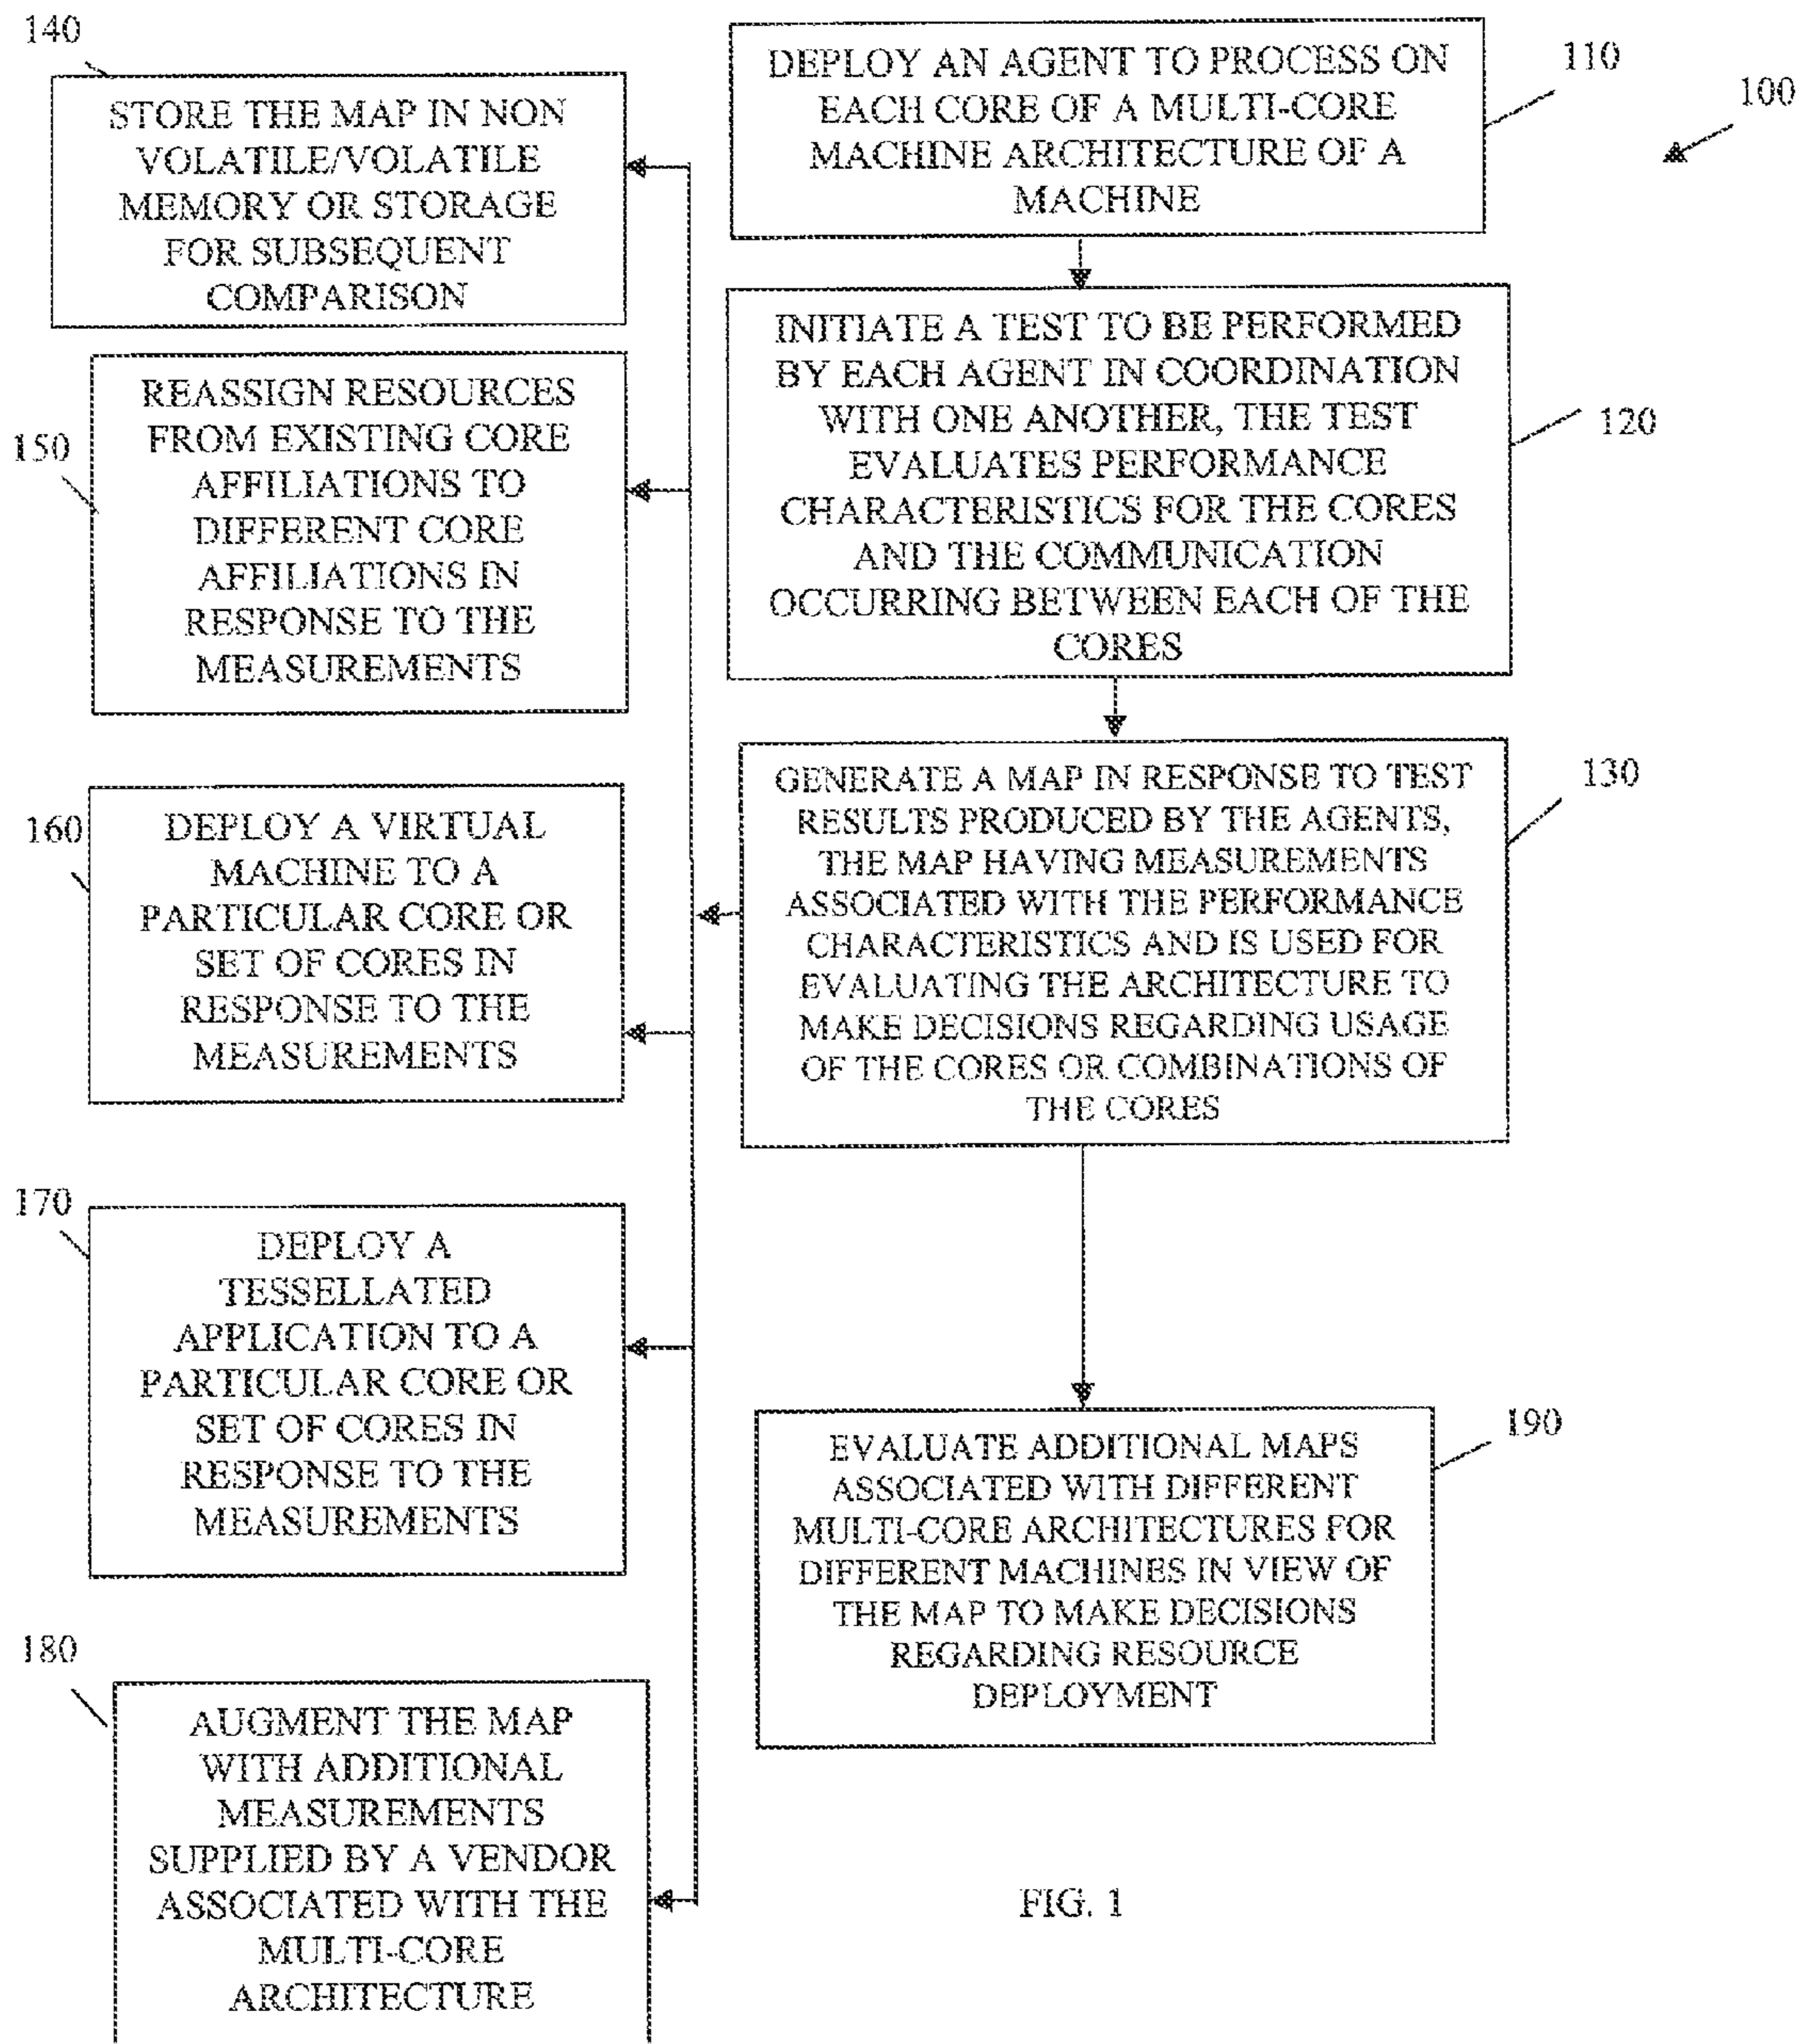 110
100
DEPLOY AN AGENT TO PROCESS ON
EACH CORE OF A MULTI-CORE
MACHINE ARCHITECTURE OF A
MACHINE
120
INITIATE A TEST TO BE PERFORMED
BY EACH AGENT IN COORDINATION
WITH ONE ANOTHER, THE TEST
EVALUATES PERFORMANCE
CHARACTERISTICS FOR THE CORES
AND THE COMMUNICATION
OCCURRING BETWEEN EACH OF THE
CORES
130
GENERATE A MAP IN RESPONSE TO TEST
RESULTS PRODUCED BY THE AGENTS,
THE MAP HAVING MEASUREMENTS
ASSOCIATED WITH THE PERFORMANCE
CHARACTERISTICS AND IS USED FOR
EVALUATING THE ARCHITECTURE TO
MAKE DECISIONS REGARDING USAGE
OF THE CORES OR COMBINATIONS OF
THE CORES
140
STORE THE MAP IN NON
VOLATILE/VOLATILE
MEMORY OR STORAGE
FOR SUBSEQUENT
COMPARISON
150
REASSIGN RESOURCES
FROM EXISTING CORE
AFFILIATIONS TO
DIFFERENT CORE
AFFILIATIONS IN
RESPONSE TO THE
MEASUREMENTS
160
DEPLOY A VIRTUAL
MACHINE TO A
PARTICULAR CORE OR
SET OF CORES IN
RESPONSE TO THE
MEASUREMENTS
170
DEPLOY A
TESSELLATED
APPLICATION TO A
PARTICULAR CORE OR
SET OF CORES IN
RESPONSE TO THE
MEASUREMENTS
180
AUGMENT THE MAP
WITH ADDITIONAL
MEASUREMENTS
SUPPLIED BY A VENDOR
ASSOCIATED WITH THE
MULTI-CORE
ARCHITECTURE
190
EVALUATE ADDITIONAL MAPS
ASSOCIATED WITH DIFFERENT
MULTI-CORE ARCHITECTURES FOR
DIFFERENT MACHINES IN VIEW OF
THE MAP TO MAKE DECISIONS
REGARDING RESOURCE
DEPLOYMENT
FIG. 1